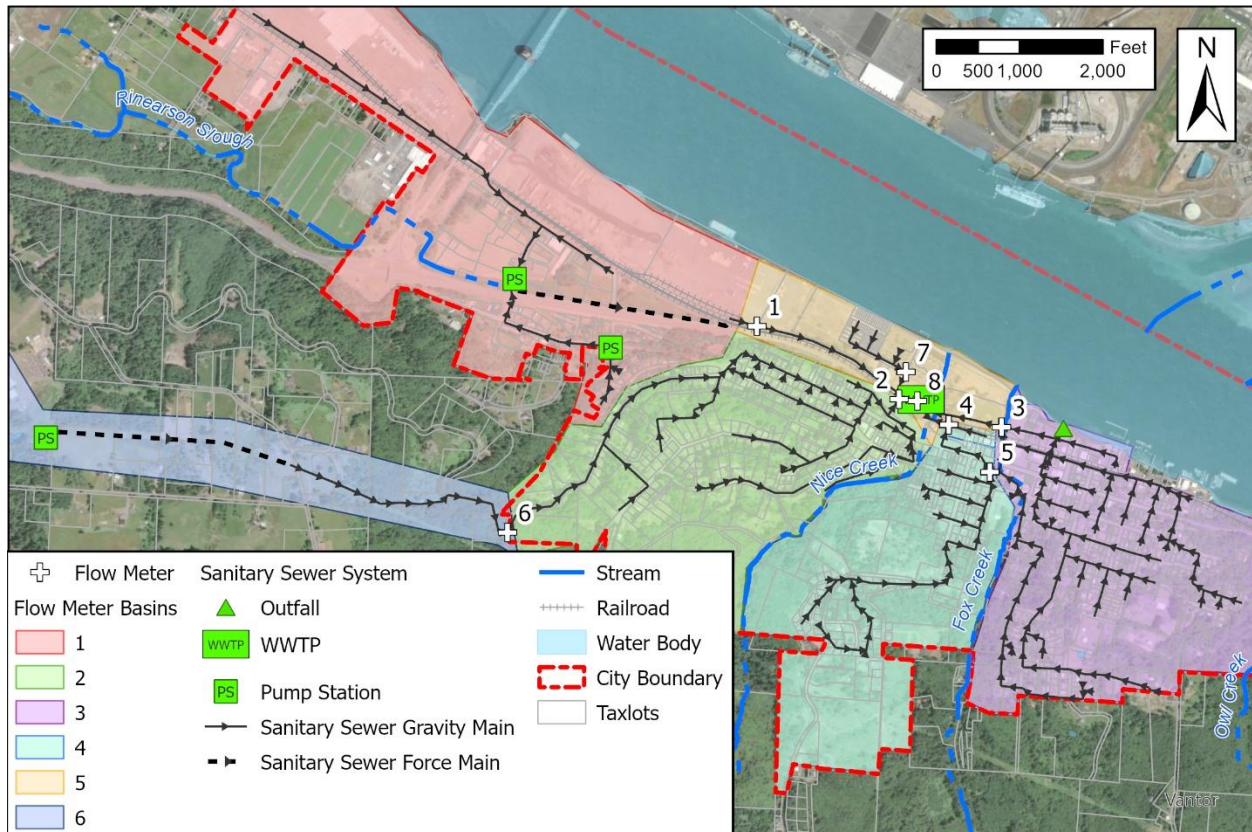 Feet
0 500 1,000 2,000
N
Rinearson Slough
PS
1
PS
7
2
8
WWTP
4
3
5
Nice Creek
PS
6
Fox Creek
Owl Creek
Flow Meter
Flow Meter Basins
1
2
3
4
5
6
Sanitary Sewer System
Outfall
WWTP
WWTP
PS
Pump Station
Sanitary Sewer Gravity Main
Sanitary Sewer Force Main
Stream
Railroad
Water Body
City Boundary
Taxlots
Vantor